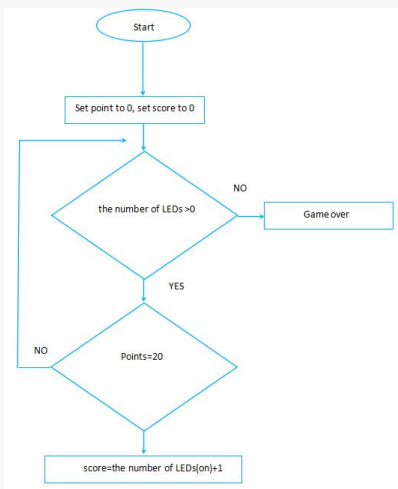 Start
Set point to 0, set score to 0
the number of LEDs >0
NO
Game over
YES
NO
Points=20
score=the number of LEDs(on)+1